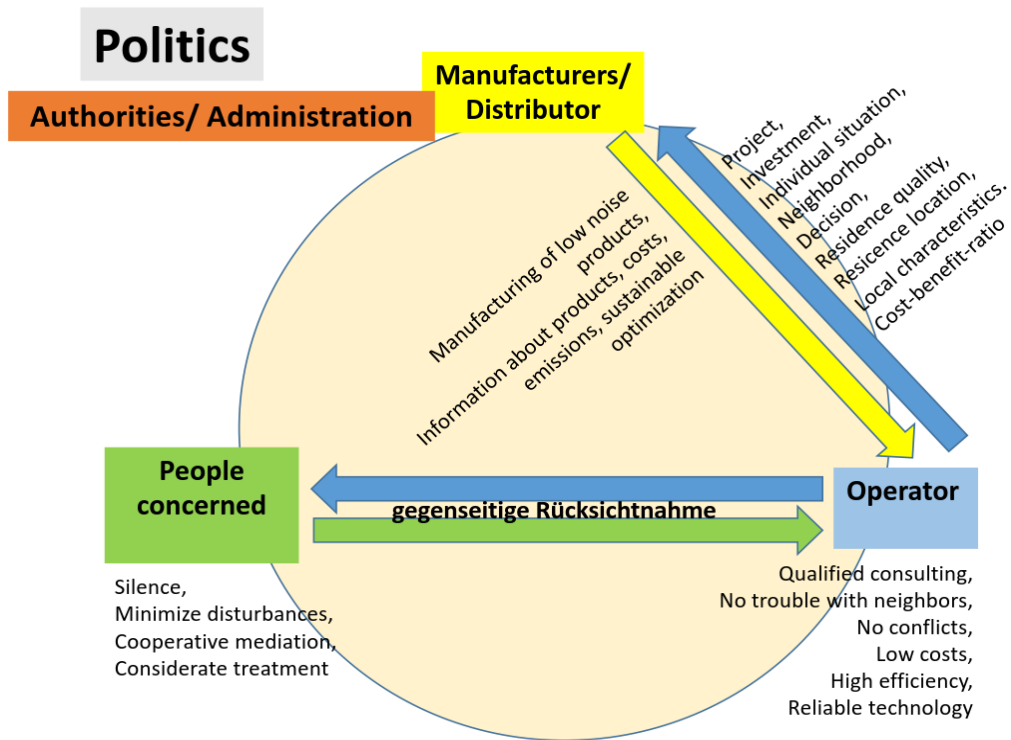 Politics
Authorities/ Administration
Manufacturers/
Distributor
Project,
Investment,
Individual situation,
Neighborhood,
Decision,
Residence quality,
Resicence location,
Local characteristics.
Cost-benefit-ratio
Manufacturing of low noise
products,
Information about products, costs,
emissions, sustainable
optimization
People
concerned
gegenseitige Rücksichtnahme
Operator
Silence,
Minimize disturbances,
Cooperative mediation,
Considerate treatment
Qualified consulting,
No trouble with neighbors,
No conflicts,
Low costs,
High efficiency,
Reliable technology